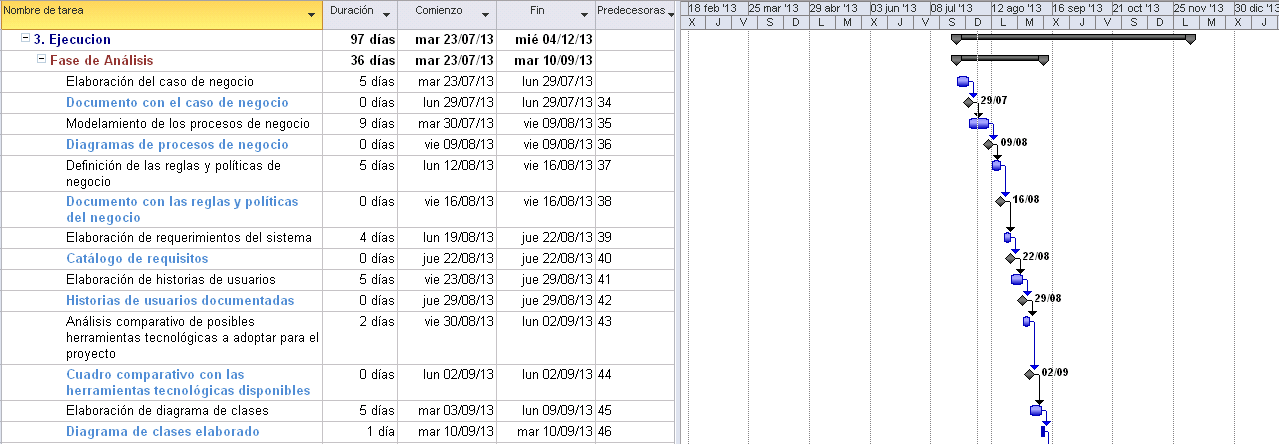 Nombre de tarea Duración Comienzo Fin Predecesoras 18 feb '13 25 mar '13 29 abr '13 03 jun '13 08 jul '13 12 ago '13 16 sep '13 21 oct '13 25 nov '13 30 dic '13
X J V S D L M X J V S D L M X J V S D
3. Ejecucion 97 días mar 23/07/13 mié 04/12/13
Fase de Análisis 36 días mar 23/07/13 mar 10/09/13
Elaboración del caso de negocio 5 días mar 23/07/13 lun 29/07/13
Documento con el caso de negocio 0 días lun 29/07/13 lun 29/07/13 34 29/07
Modelamiento de los procesos de negocio 9 días mar 30/07/13 vie 09/08/13 35
Diagramas de procesos de negocio 0 días vie 09/08/13 vie 09/08/13 36 09/08
Definición de las reglas y políticas de 5 días lun 12/08/13 vie 16/08/13 37
negocio
Documento con las reglas y políticas 0 días vie 16/08/13 vie 16/08/13 38 16/08
del negocio
Elaboración de requerimientos del sistema 4 días lun 19/08/13 jue 22/08/13 39
Catálogo de requisitos 0 días jue 22/08/13 jue 22/08/13 40 22/08
Elaboración de historias de usuarios 5 días vie 23/08/13 jue 29/08/13 41
Historias de usuarios documentadas 0 días jue 29/08/13 jue 29/08/13 42 29/08
Análisis comparativo de posibles 2 días vie 30/08/13 lun 02/09/13 43
herramientas tecnológicas a adoptar para el
proyecto
Cuadro comparativo con las 0 días lun 02/09/13 lun 02/09/13 44 02/09
herramientas tecnológicas disponibles
Elaboración de diagrama de clases 5 días mar 03/09/13 lun 09/09/13 45
Diagrama de clases elaborado 1 día mar 10/09/13 mar 10/09/13 46